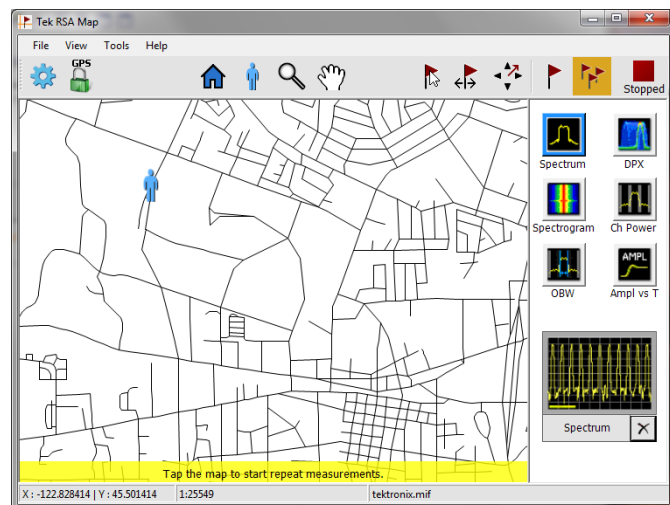 Tek RSA Map
File View Tools Help
GPS
Stopped
Spectrum DPX
Spectrogram Ch Power
AMPL
OBW Ampl vs T
Spectrum
Tap the map to start repeat measurements.
X : -122.828414 | Y : 45.501414 1:25549 tektronix.mif